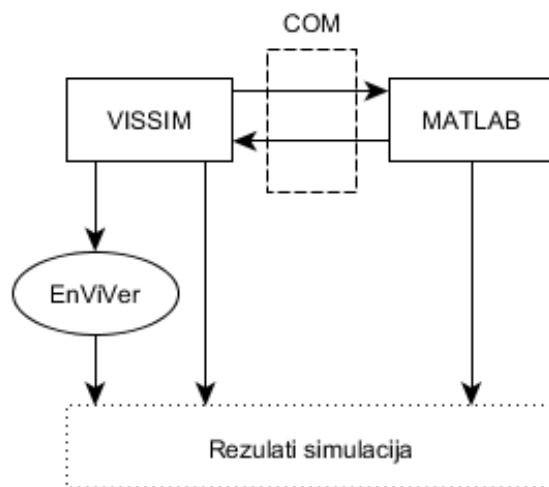 COM
VISSIM
MATLAB
EnViVer
Rezulati simulacija